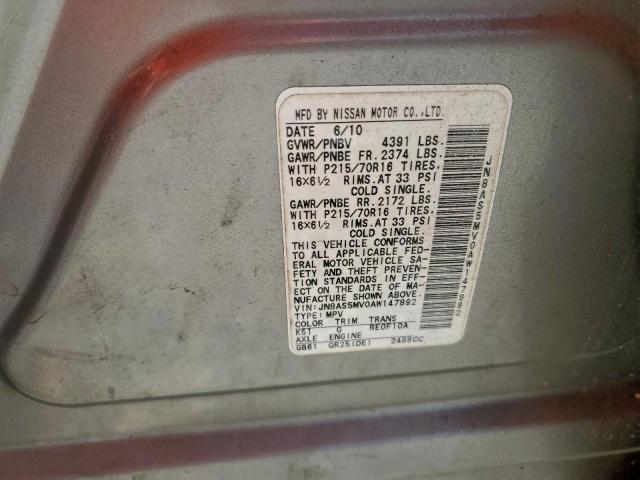 MFD BY NISSAN MOTOR CO.,LTD.
DATE 6/10
GVWR/PNBV 4391 LBS.
GAWR/PNBE FR. 2374 LBS.
WITH P215/70R16 TIRES.
16X6½ RIMS.AT 33 PSI
COLD SINGLE.
GAWR/PNBE RR. 2172 LBS.
WITH P215/70R16 TIRES.
16X6½ RIMS.AT 33 PSI
COLD SINGLE.
THIS VEHICLE CONFORMS
TO ALL APPLICABLE FED-
ERAL MOTOR VEHICLE SA-
FETY AND THEFT PREVEN-
TION STANDARDS IN EFF-
ECT ON THE DATE OF MA-
NUFACTURE SHOWN ABOVE.
VIN:JN8AS5MV0AW147892
TYPE:MPV
COLOR TRIM TRANS
K51 G RE0F10A
AXLE ENGINE
GB61 QR25(DE) 2488CC
JN8AS5MV0AW147892